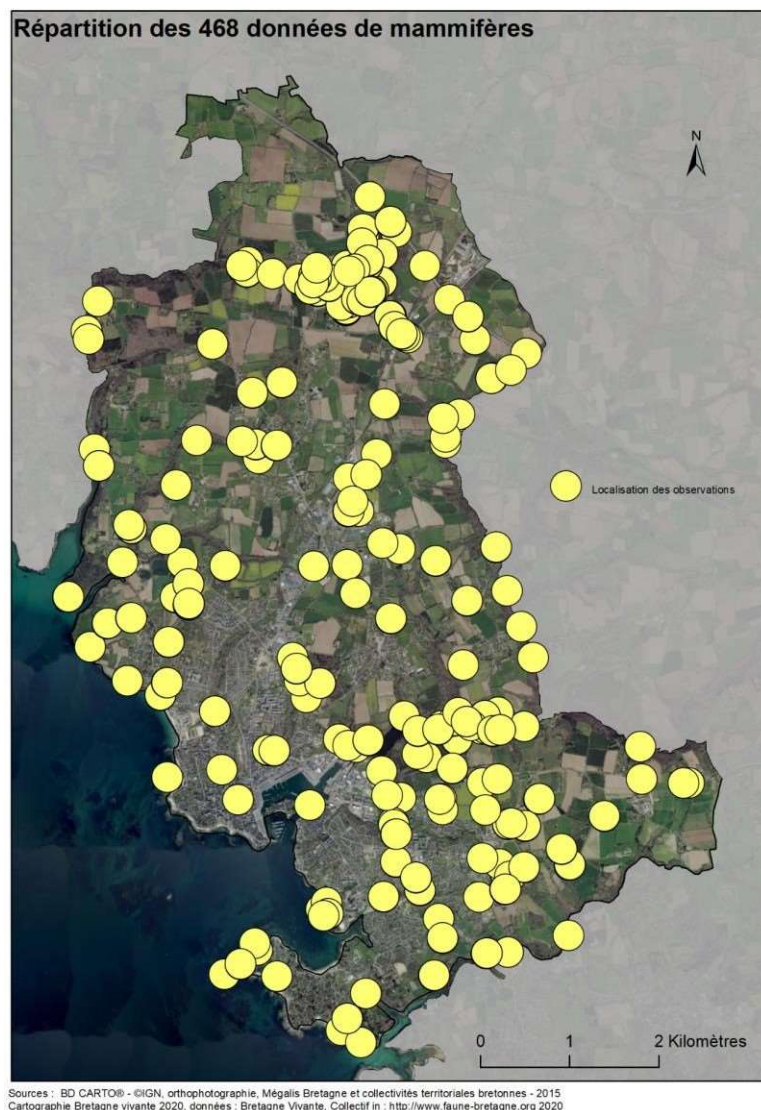 Répartition des 468 données de mammifères
N
Localisation des observations
0 1 2 Kilomètres
Sources : BD CARTO® - ©IGN, orthophotographie, Mégalis Bretagne et collectivités territoriales bretonnes - 2015
Cartographie Bretagne vivante 2020, données : Bretagne Vivante, Collectif in : http://www.faune-bretagne.org 2020